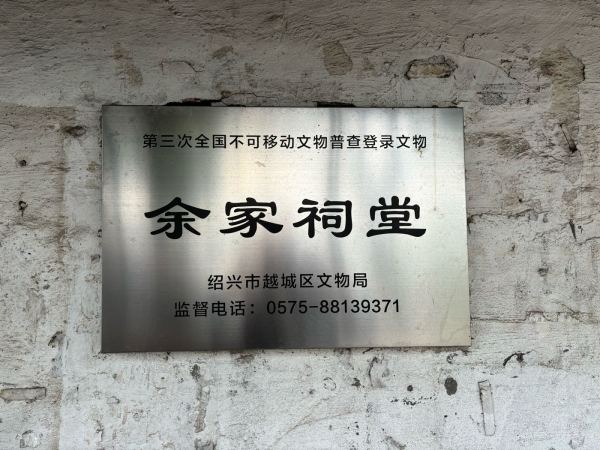 第三次全国不可移动文物普查登录文物
余家祠堂
绍兴市越城区文物局
监督电话：0575-88139371